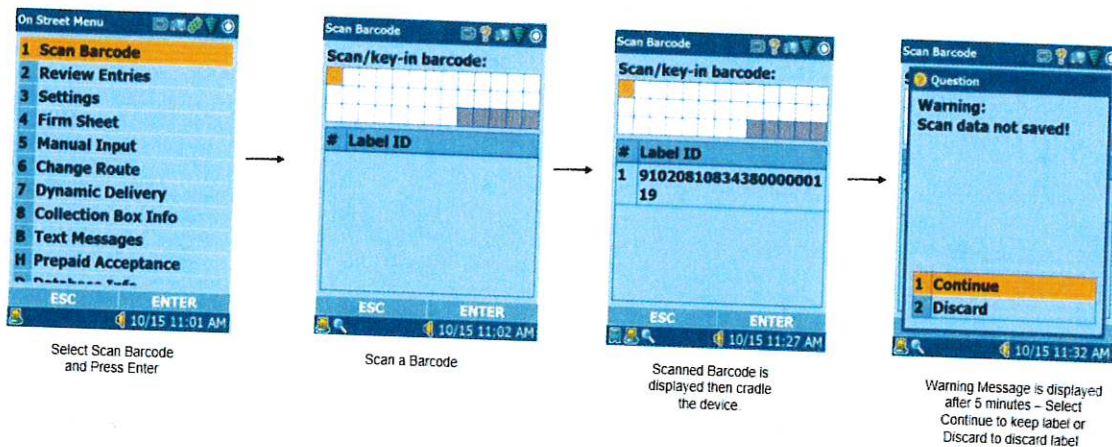 On Street Menu
1 Scan Barcode
2 Review Entries
3 Settings
4 Firm Sheet
5 Manual Input
6 Change Route
7 Dynamic Delivery
8 Collection Box Info
B Text Messages
H Prepaid Acceptance
D Database Info
ESC ENTER
10/15 11:01 AM
Select Scan Barcode
and Press Enter
Scan Barcode
Scan/key-in barcode:
# Label ID
ESC ENTER
10/15 11:02 AM
Scan a Barcode
Scan Barcode
Scan/key-in barcode:
# Label ID
1 91020810834380000001
19
ESC ENTER
10/15 11:27 AM
Scanned Barcode is
displayed then cradle
the device.
Scan Barcode
Question
Warning:
Scan data not saved!
1 Continue
2 Discard
10/15 11:32 AM
Warning Message is displayed
after 5 minutes – Select
Continue to keep label or
Discard to discard label